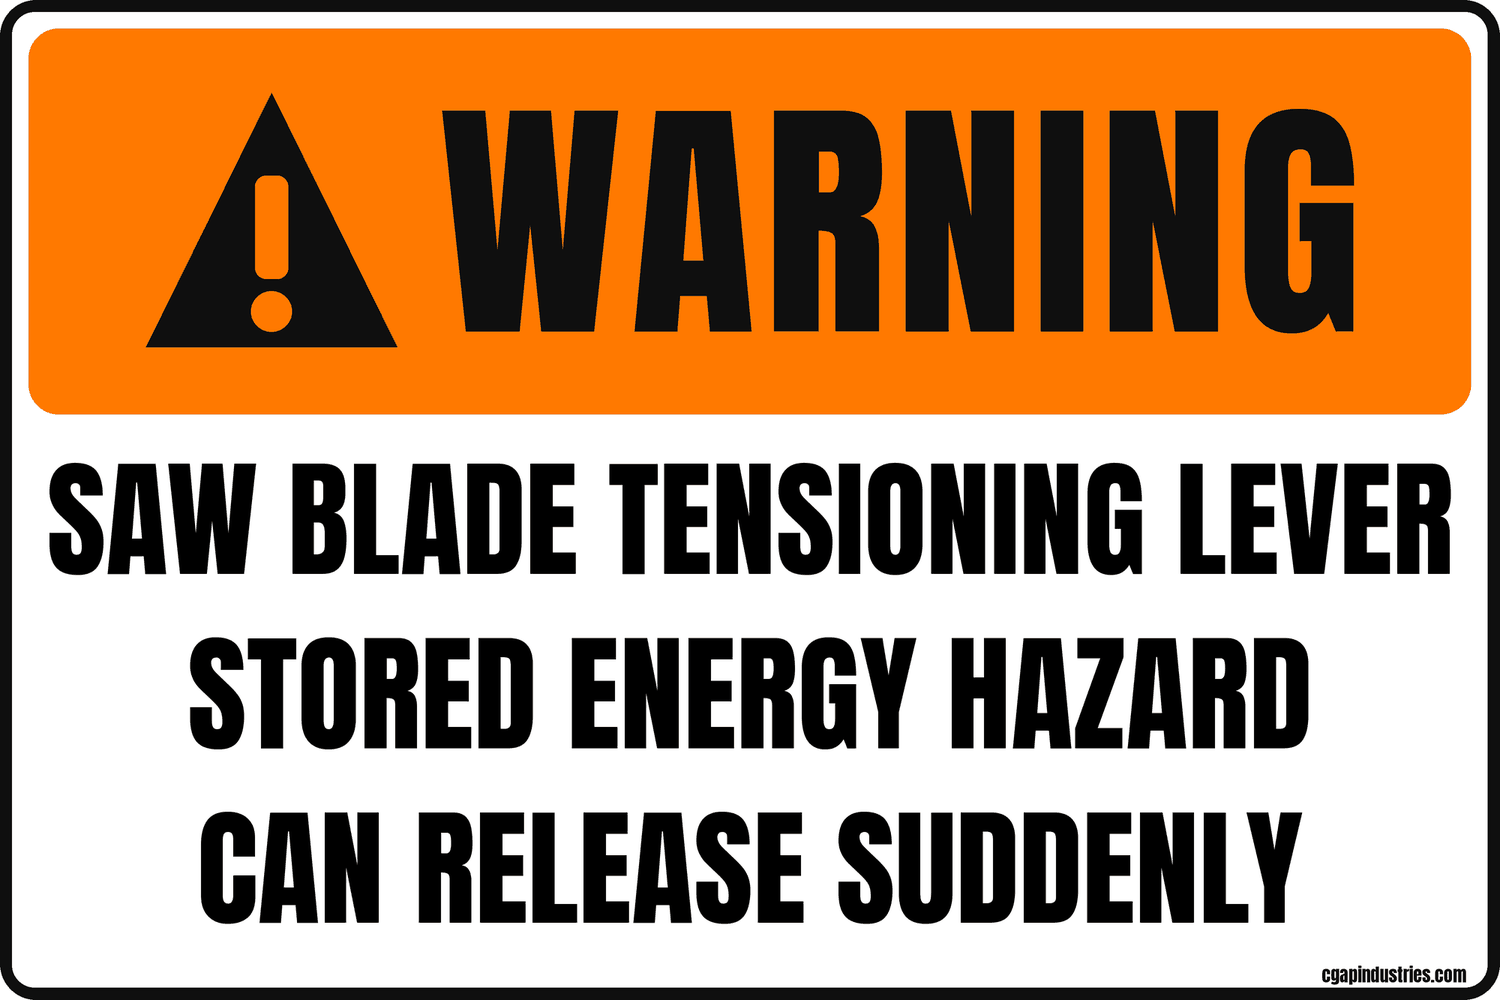 WARNING
SAW BLADE TENSIONING LEVER
STORED ENERGY HAZARD
CAN RELEASE SUDDENLY
cgapindustries.com